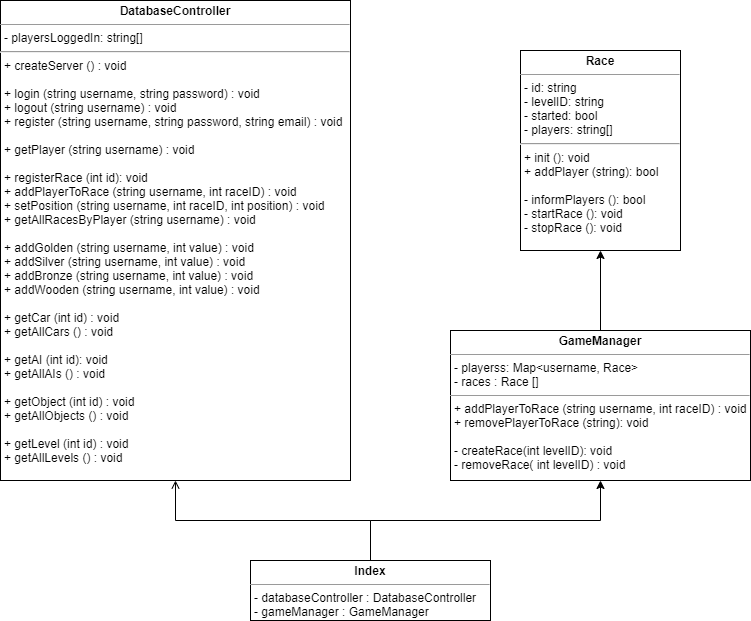 DatabaseController
- playersLoggedIn: string[]
+ createServer () : void
+ login (string username, string password) : void
+ logout (string username) : void
+ register (string username, string password, string email) : void
+ getPlayer (string username) : void
+ registerRace (int id): void
+ addPlayerToRace (string username, int raceID) : void
+ setPosition (string username, int raceID, int position) : void
+ getAllRacesByPlayer (string username) : void
+ addGolden (string username, int value) : void
+ addSilver (string username, int value) : void
+ addBronze (string username, int value) : void
+ addWooden (string username, int value) : void
+ getCar (int id) : void
+ getAllCars () : void
+ getAI (int id): void
+ getAllAIs () : void
+ getObject (int id) : void
+ getAllObjects () : void
+ getLevel (int id) : void
+ getAllLevels () : void
Race
- id: string
- levelID: string
- started: bool
- players: string[]
+ init (): void
+ addPlayer (string): bool
- informPlayers (): bool
- startRace (): void
- stopRace (): void
GameManager
- playerss: Map<username, Race>
- races : Race []
+ addPlayerToRace (string username, int raceID) : void
+ removePlayerToRace (string): void
- createRace(int levelID): void
- removeRace( int levelID) : void
Index
- databaseController : DatabaseController
- gameManager : GameManager